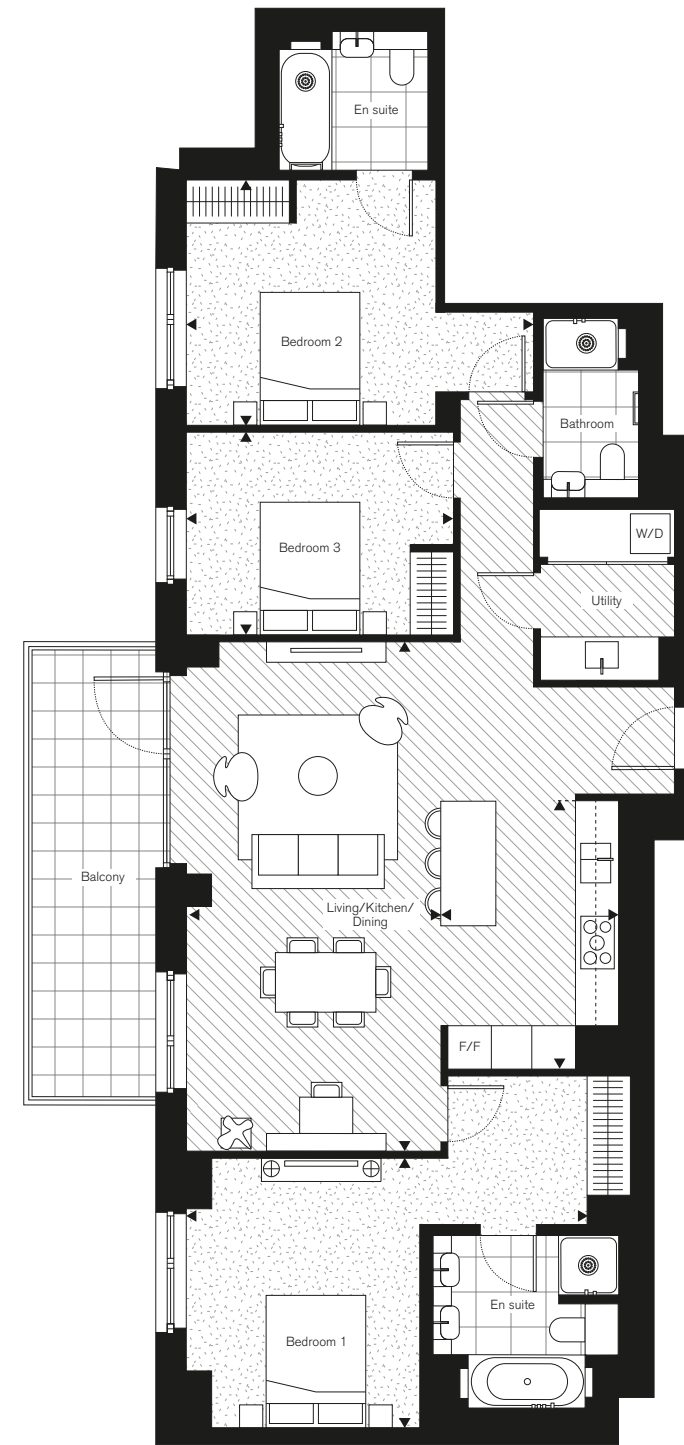 En suite
Bedroom 2
Bathroom
Bedroom 3
W/D
Utility
Balcony
Living/Kitchen/
Dining
F/F
En suite
Bedroom 1